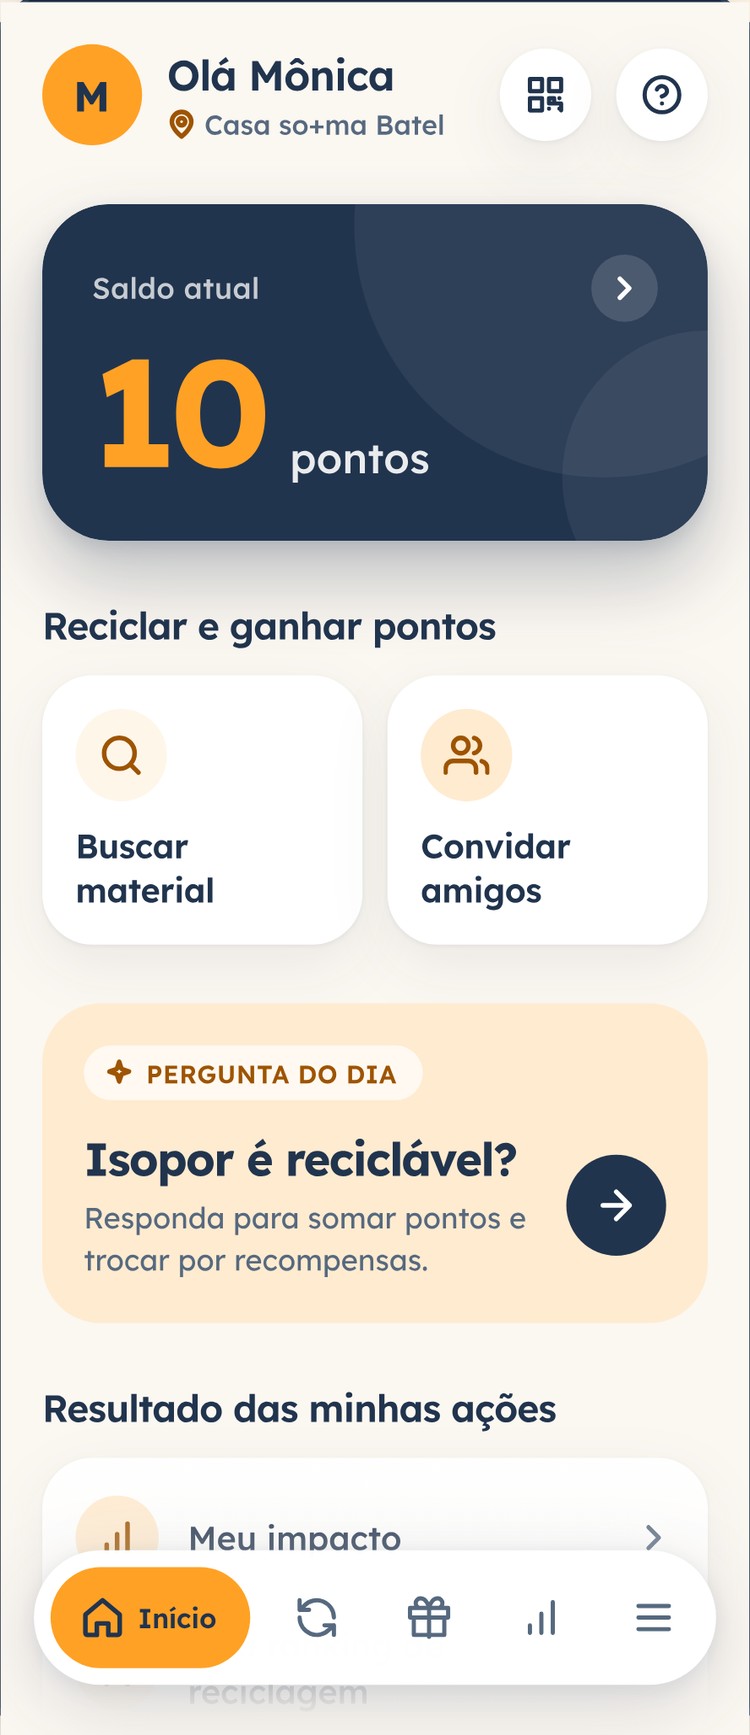 M
Olá Mônica
Casa so+ma Batel
Saldo atual
10 pontos
Reciclar e ganhar pontos
Buscar
material
Convidar
amigos
PERGUNTA DO DIA
Isopor é reciclável?
Responda para somar pontos e
trocar por recompensas.
Resultado das minhas ações
Meu impacto
Início
reciclagem